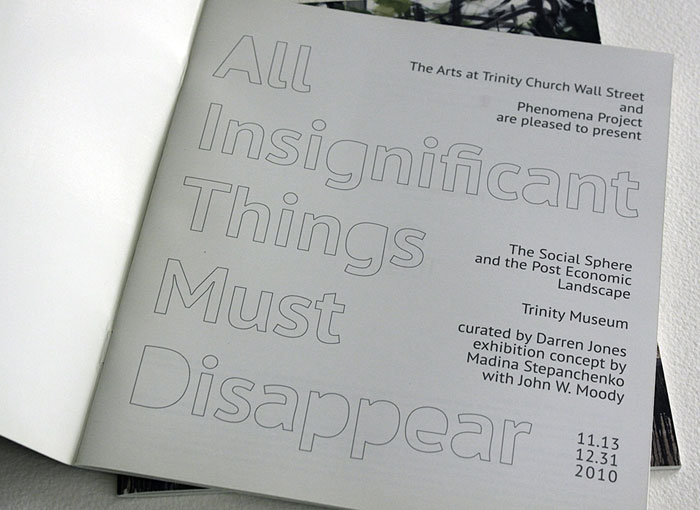 All
Insignificant
Things
Must
Disappear
The Arts at Trinity Church Wall Street
and
Phenomena Project
are pleased to present
The Social Sphere
and the Post Economic
Landscape
Trinity Museum
curated by Darren Jones
exhibition concept by
Madina Stepanchenko
with John W. Moody
11.13
12.31
2010